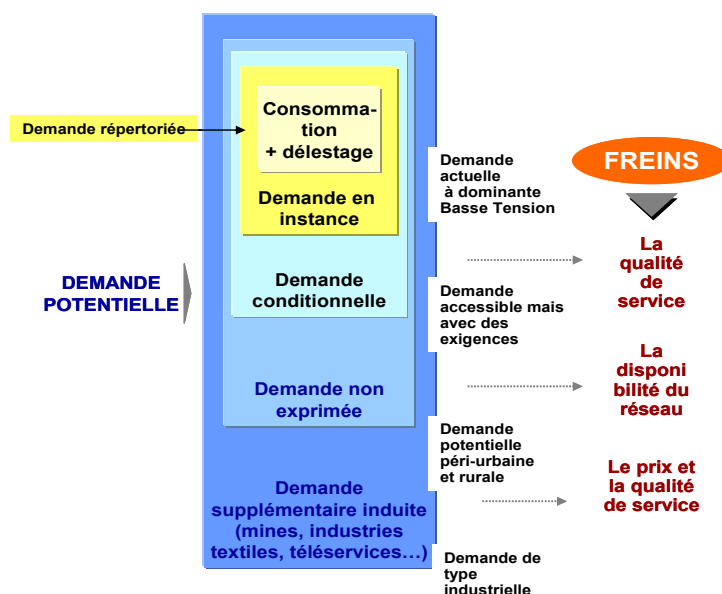 Consomma-
tion
+ délestage
Demande répertoriée
Demande en
instance
Demande
conditionnelle
DEMANDE
POTENTIELLE
Demande non
exprimée
Demande
supplémentaire induite
(mines, industries
textiles, téléservices…)
Demande
actuelle
à dominante
Basse Tension
Demande
accessible mais
avec des
exigences
Demande
potentielle
péri-urbaine
et rurale
Demande de
type
industrielle
FREINS
La
qualité
de
service
La
disponi
bilité du
réseau
Le prix et
la qualité
de service